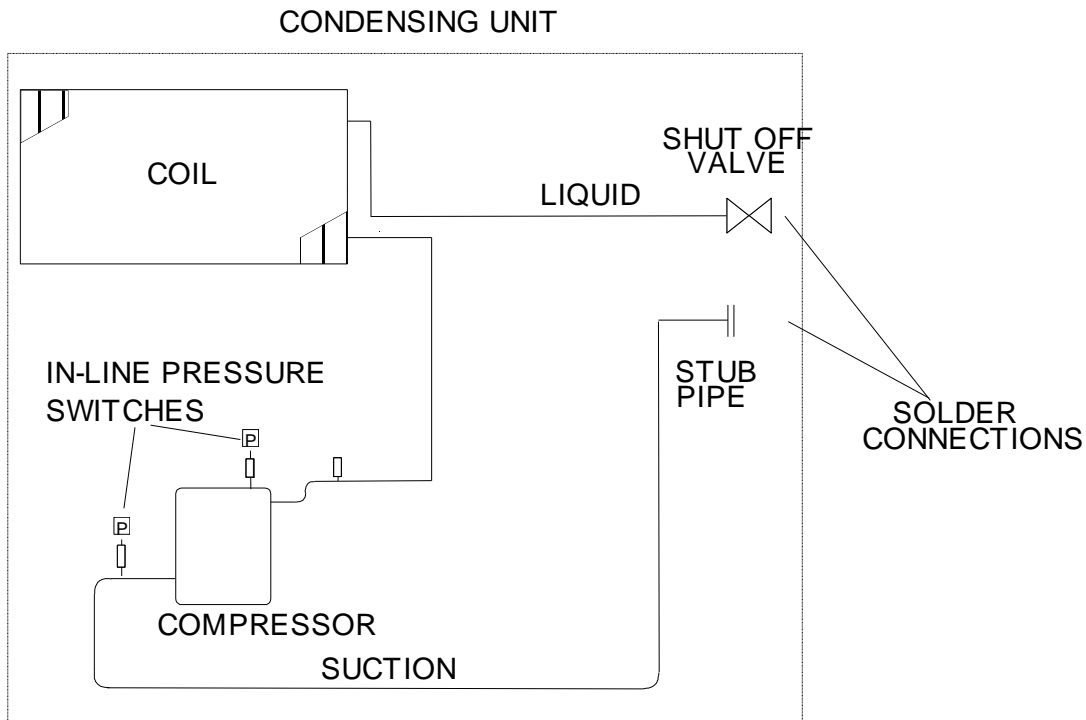 CONDENSING UNIT
SHUT OFF
VALVE
COIL
LIQUID
IN-LINE PRESSURE
SWITCHES
STUB
PIPE
SOLDER
CONNECTIONS
P
P
COMPRESSOR
SUCTION